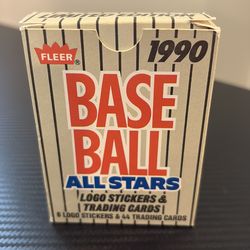 FLEER®
1990
BASE
BALL
ALL STARS
LOGO STICKERS &
TRADING CARDS
6 LOGO STICKERS & 44 TRADING CARDS